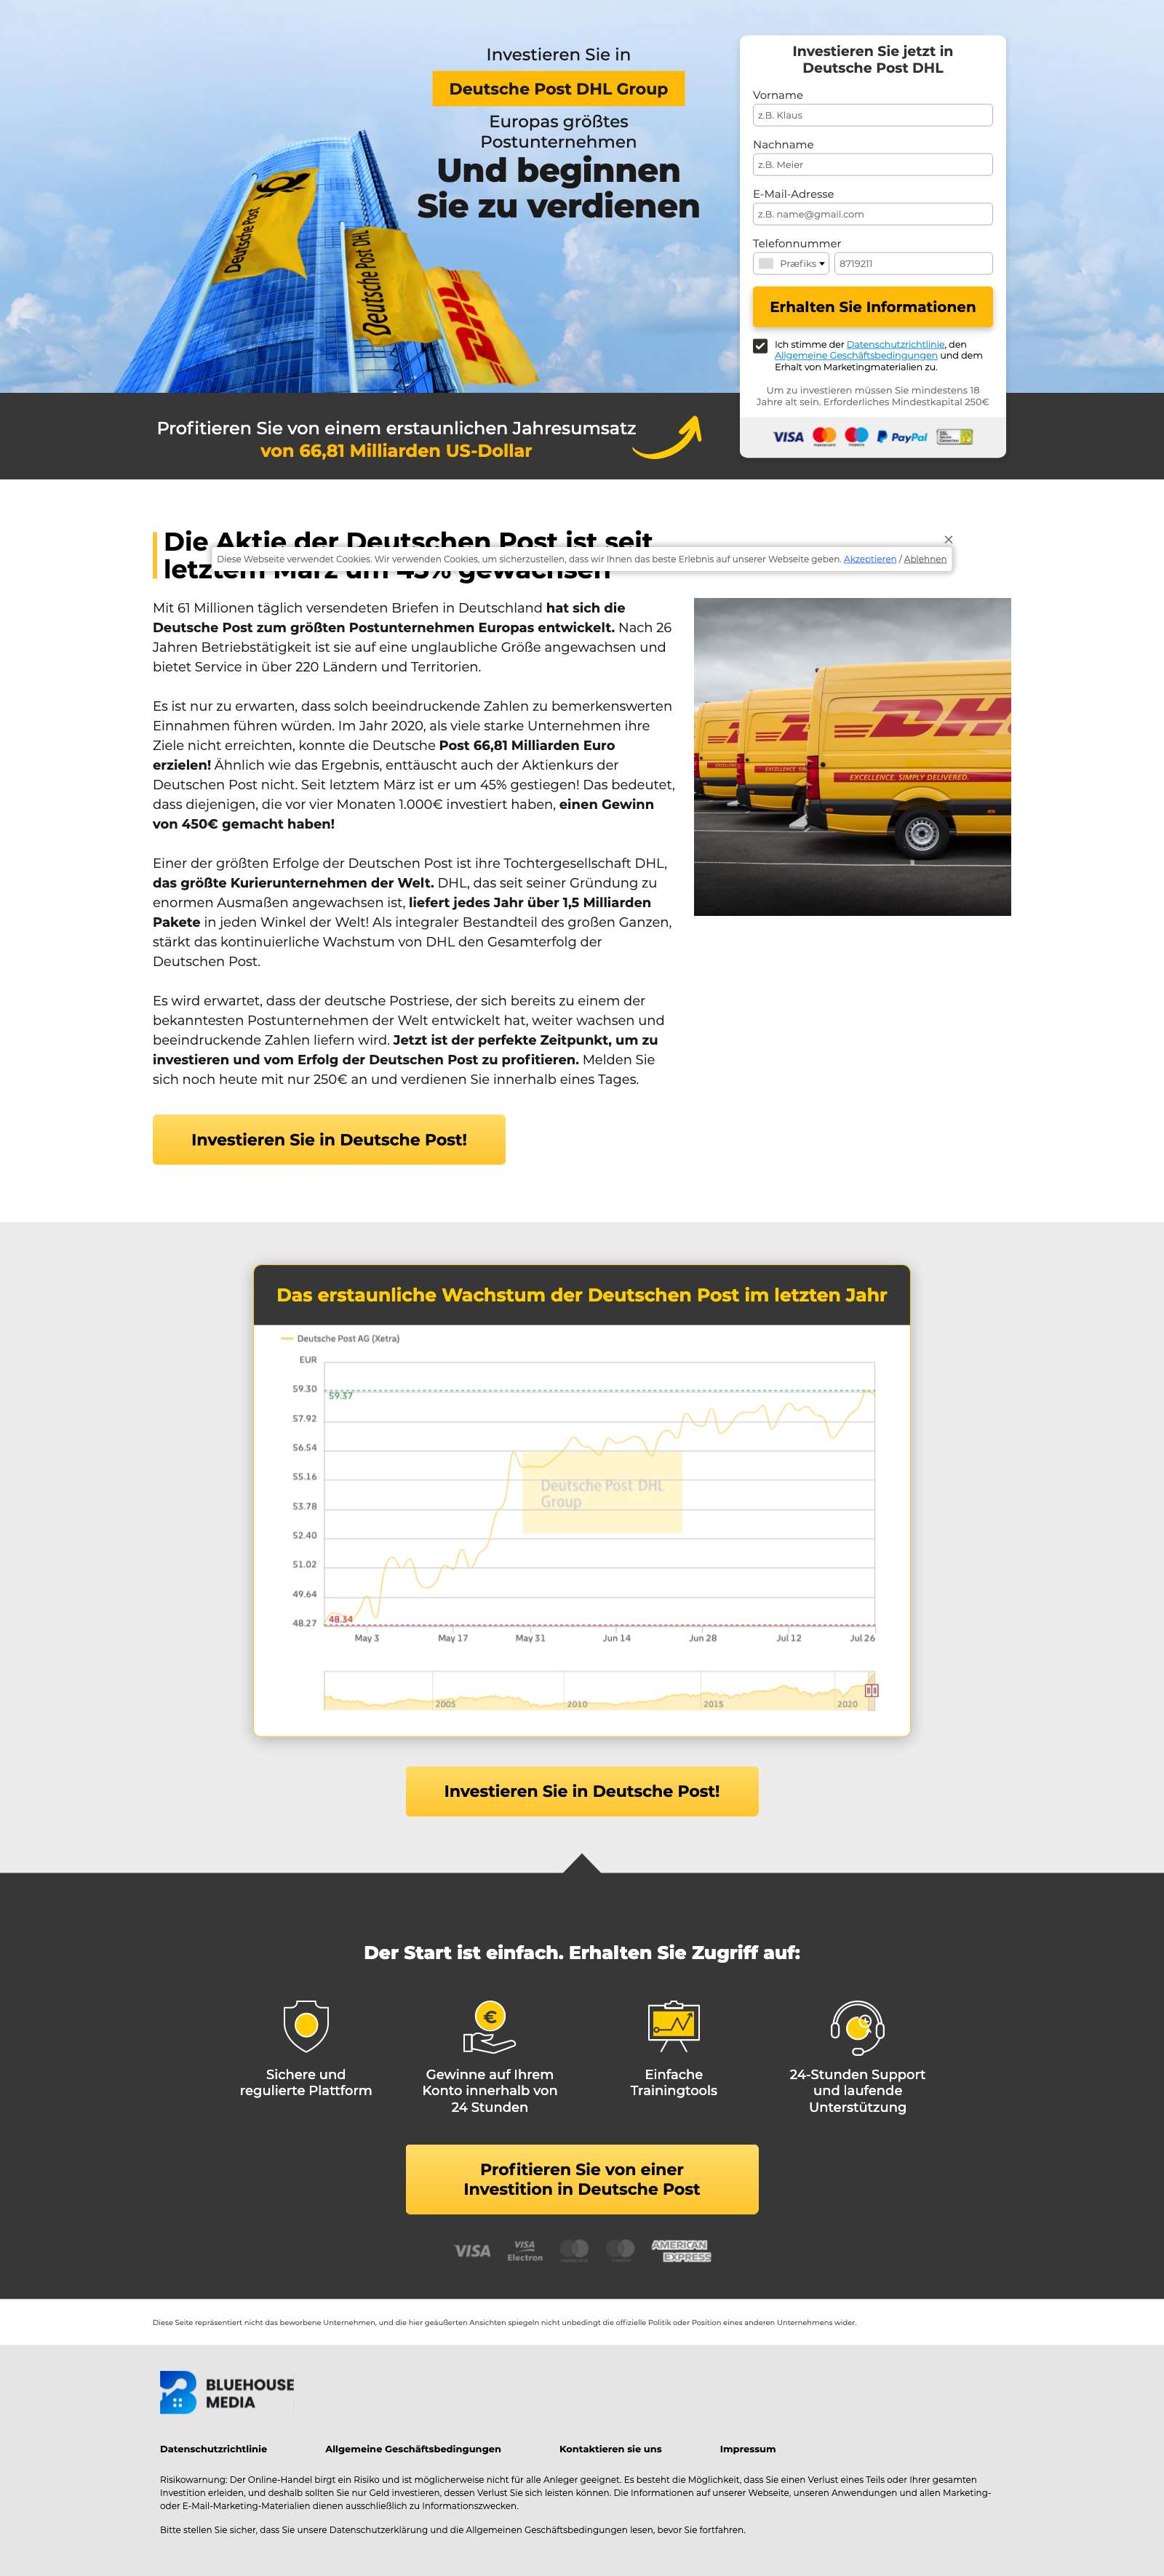 Investieren Sie in
Deutsche Post DHL Group
Europas größtes
Postunternehmen
Und beginnen
Sie zu verdienen
Deutsche Post
Deutsche Post DHL
DHL
Investieren Sie jetzt in
Deutsche Post DHL
Vorname
z.B. Klaus
Nachname
z.B. Meier
E-Mail-Adresse
z.B. name@gmail.com
Telefonnummer
Præfiks 8719211
Erhalten Sie Informationen
Ich stimme der Datenschutzrichtlinie, den
Allgemeine Geschäftsbedingungen und dem
Erhalt von Marketingmaterialien zu.
Um zu investieren müssen Sie mindestens 18
Jahre alt sein. Erforderliches Mindestkapital 250€
VISA PayPal
Profitieren Sie von einem erstaunlichen Jahresumsatz
von 66,81 Milliarden US-Dollar
Die Aktie der Deutschen Post ist seit
letztem März um 45% gewachsen
Diese Webseite verwendet Cookies. Wir verwenden Cookies, um sicherzustellen, dass wir Ihnen das beste Erlebnis auf unserer Webseite geben. Akzeptieren / Ablehnen
Mit 61 Millionen täglich versendeten Briefen in Deutschland hat sich die
Deutsche Post zum größten Postunternehmen Europas entwickelt. Nach 26
Jahren Betriebstätigkeit ist sie auf eine unglaubliche Größe angewachsen und
bietet Service in über 220 Ländern und Territorien.
Es ist nur zu erwarten, dass solch beeindruckende Zahlen zu bemerkenswerten
Einnahmen führen würden. Im Jahr 2020, als viele starke Unternehmen ihre
Ziele nicht erreichten, konnte die Deutsche Post 66,81 Milliarden Euro
erzielen! Ähnlich wie das Ergebnis, enttäuscht auch der Aktienkurs der
Deutschen Post nicht. Seit letztem März ist er um 45% gestiegen! Das bedeutet,
dass diejenigen, die vor vier Monaten 1.000€ investiert haben, einen Gewinn
von 450€ gemacht haben!
Einer der größten Erfolge der Deutschen Post ist ihre Tochtergesellschaft DHL,
das größte Kurierunternehmen der Welt. DHL, das seit seiner Gründung zu
enormen Ausmaßen angewachsen ist, liefert jedes Jahr über 1,5 Milliarden
Pakete in jeden Winkel der Welt! Als integraler Bestandteil des großen Ganzen,
stärkt das kontinuierliche Wachstum von DHL den Gesamterfolg der
Deutschen Post.
Es wird erwartet, dass der deutsche Postriese, der sich bereits zu einem der
bekanntesten Postunternehmen der Welt entwickelt hat, weiter wachsen und
beeindruckende Zahlen liefern wird. Jetzt ist der perfekte Zeitpunkt, um zu
investieren und vom Erfolg der Deutschen Post zu profitieren. Melden Sie
sich noch heute mit nur 250€ an und verdienen Sie innerhalb eines Tages.
EXCELLENCE. SIMPLY DELIVERED.
Investieren Sie in Deutsche Post!
Das erstaunliche Wachstum der Deutschen Post im letzten Jahr
Deutsche Post AG (Xetra)
EUR
59.30
59.37
57.92
56.54
55.16
53.78
52.40
51.02
49.64
48.27
48.34
Deutsche Post DHL
Group
May 3 May 17 May 31 Jun 14 Jun 28 Jul 12 Jul 26
2005 2010 2015 2020
Investieren Sie in Deutsche Post!
Der Start ist einfach. Erhalten Sie Zugriff auf:
Sichere und
regulierte Plattform
Gewinne auf Ihrem
Konto innerhalb von
24 Stunden
Einfache
Trainingtools
24-Stunden Support
und laufende
Unterstützung
Profitieren Sie von einer
Investition in Deutsche Post
VISA
VISA
Electron
AMERICAN
EXPRESS
Diese Seite repräsentiert nicht das beworbene Unternehmen, und die hier geäußerten Ansichten spiegeln nicht unbedingt die offizielle Politik oder Position eines anderen Unternehmens wider.
BLUEHOUSE
MEDIA
Datenschutzrichtlinie Allgemeine Geschäftsbedingungen Kontaktieren sie uns Impressum
Risikowarnung: Der Online-Handel birgt ein Risiko und ist möglicherweise nicht für alle Anleger geeignet. Es besteht die Möglichkeit, dass Sie einen Verlust eines Teils oder Ihrer gesamten
Investition erleiden, und deshalb sollten Sie nur Geld investieren, dessen Verlust Sie sich leisten können. Die Informationen auf unserer Webseite, unseren Anwendungen und allen Marketing-
oder E-Mail-Marketing-Materialien dienen ausschließlich zu Informationszwecken.
Bitte stellen Sie sicher, dass Sie unsere Datenschutzerklärung und die Allgemeinen Geschäftsbedingungen lesen, bevor Sie fortfahren.